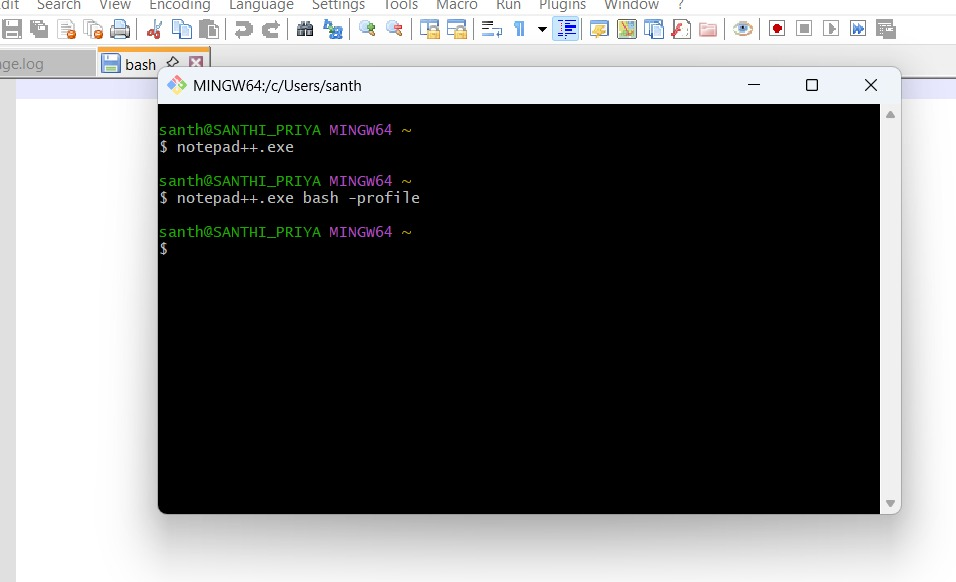 dit Search View Encoding Language Settings Tools Macro Run Plugins Window ?
ge.log bash
MINGW64:/c/Users/santh
santh@SANTHI_PRIYA MINGW64 ~
$ notepad++.exe
santh@SANTHI_PRIYA MINGW64 ~
$ notepad++.exe bash -profile
santh@SANTHI_PRIYA MINGW64 ~
$